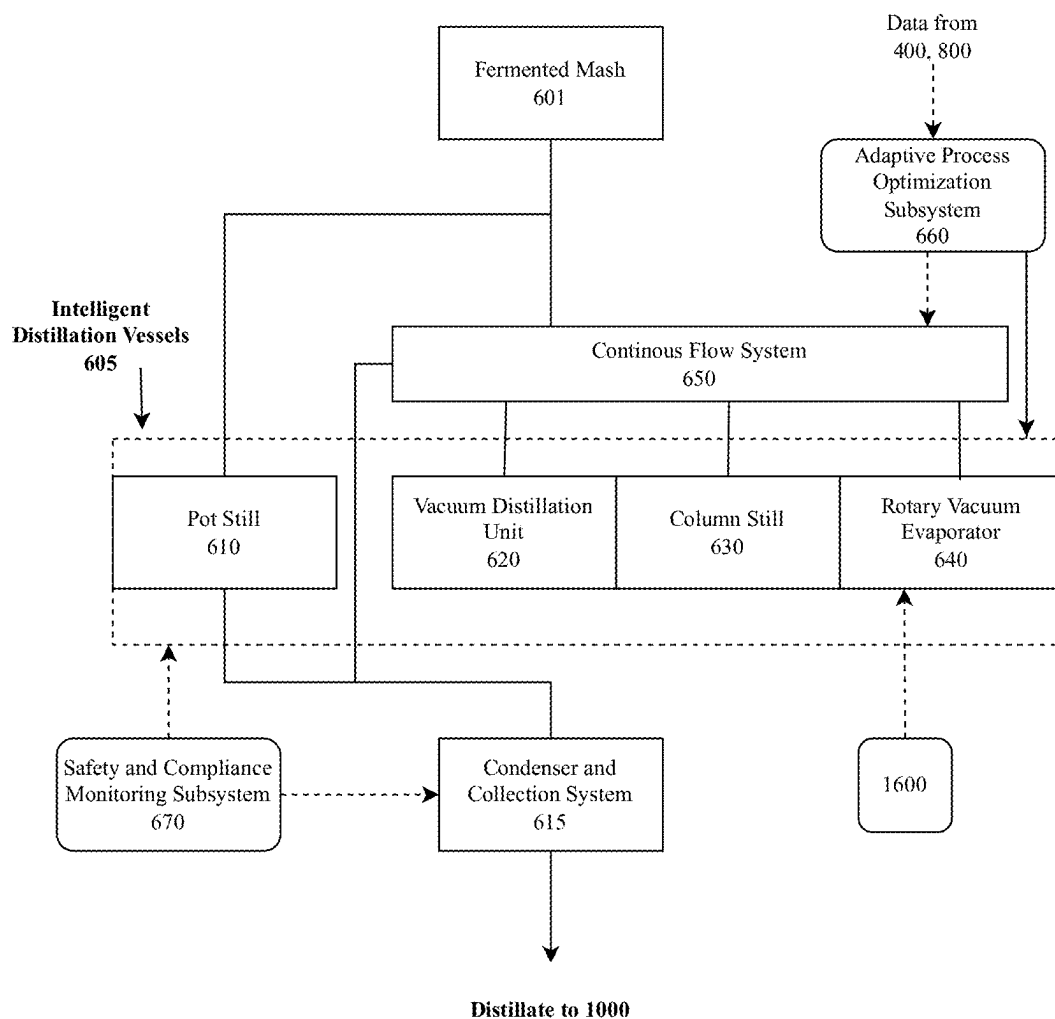 Data from
400, 800
Fermented Mash
601
Adaptive Process
Optimization
Subsystem
660
Intelligent
Distillation Vessels
605
Continous Flow System
650
Pot Still
610
Vacuum Distillation
Unit
620
Column Still
630
Rotary Vacuum
Evaporator
640
Safety and Compliance
Monitoring Subsystem
670
Condenser and
Collection System
615
1600
Distillate to 1000